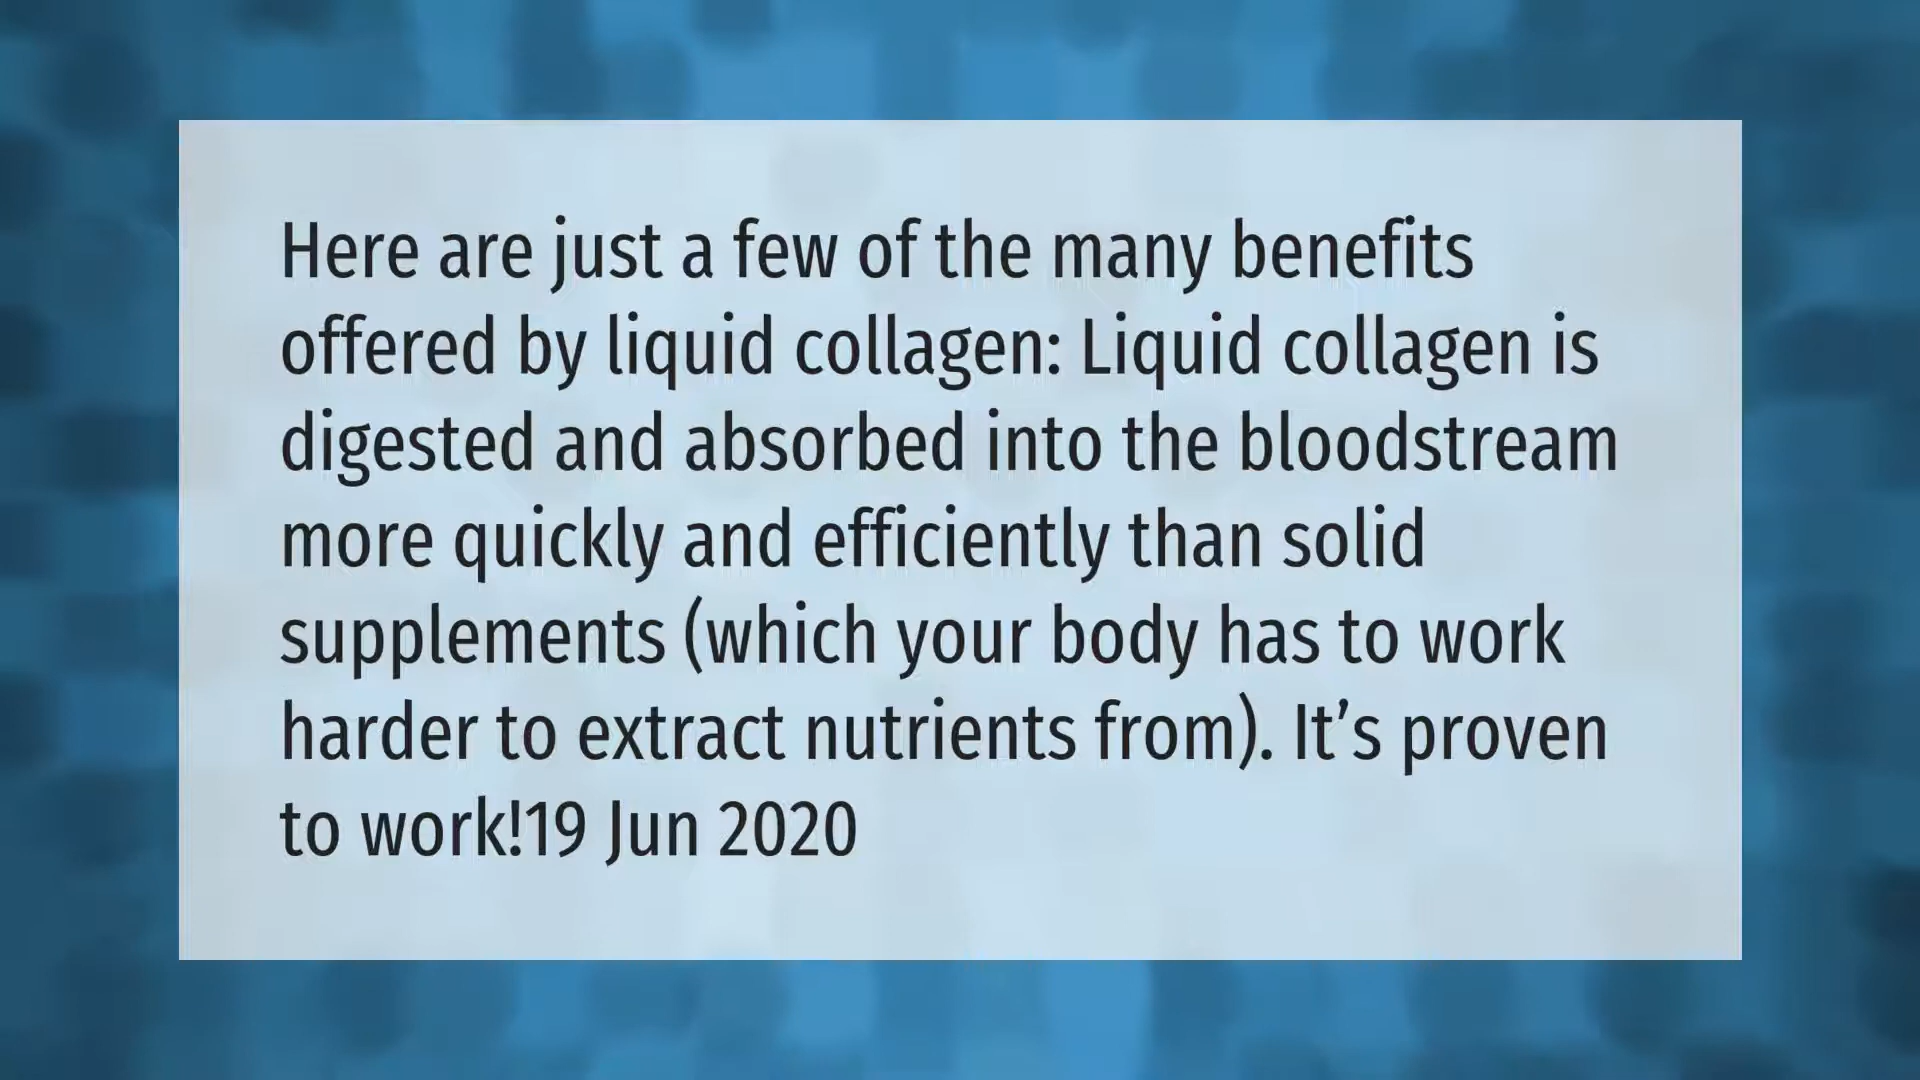 Here are just a few of the many benefits
offered by liquid collagen: Liquid collagen is
digested and absorbed into the bloodstream
more quickly and efficiently than solid
supplements (which your body has to work
harder to extract nutrients from). It’s proven
to work!19 Jun 2020